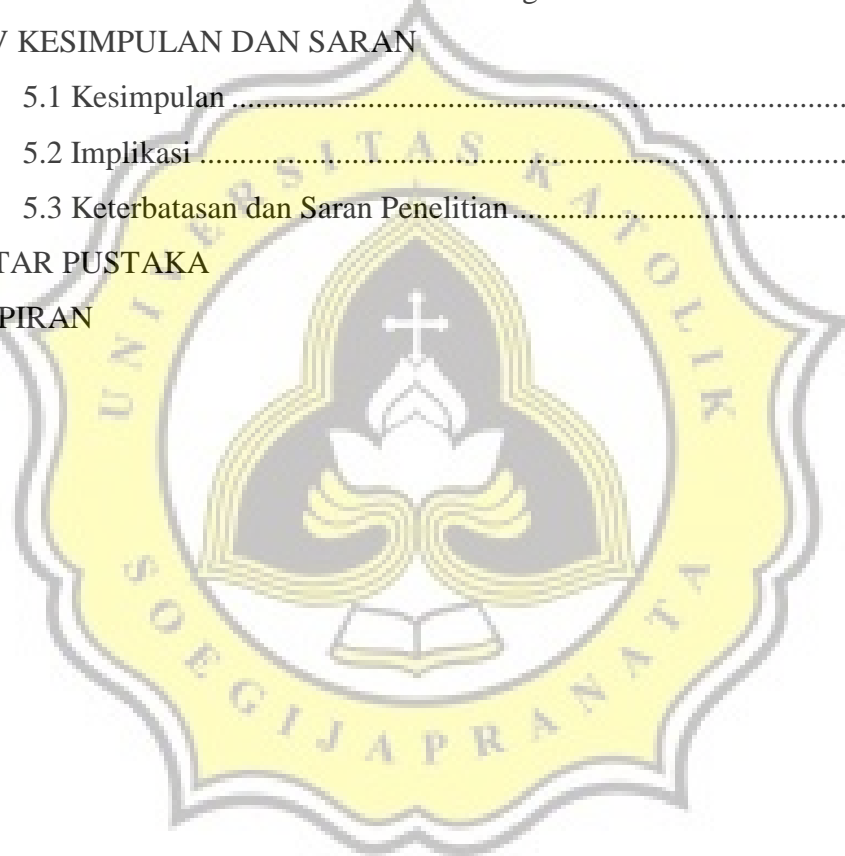 V KESIMPULAN DAN SARAN
5.1 Kesimpulan ........................................................................
5.2 Implikasi ............................................................................
5.3 Keterbatasan dan Saran Penelitian .......................................
TAR PUSTAKA
PIRAN
UNIVERSITAS KATOLIK
SOEGIJAPRANATA